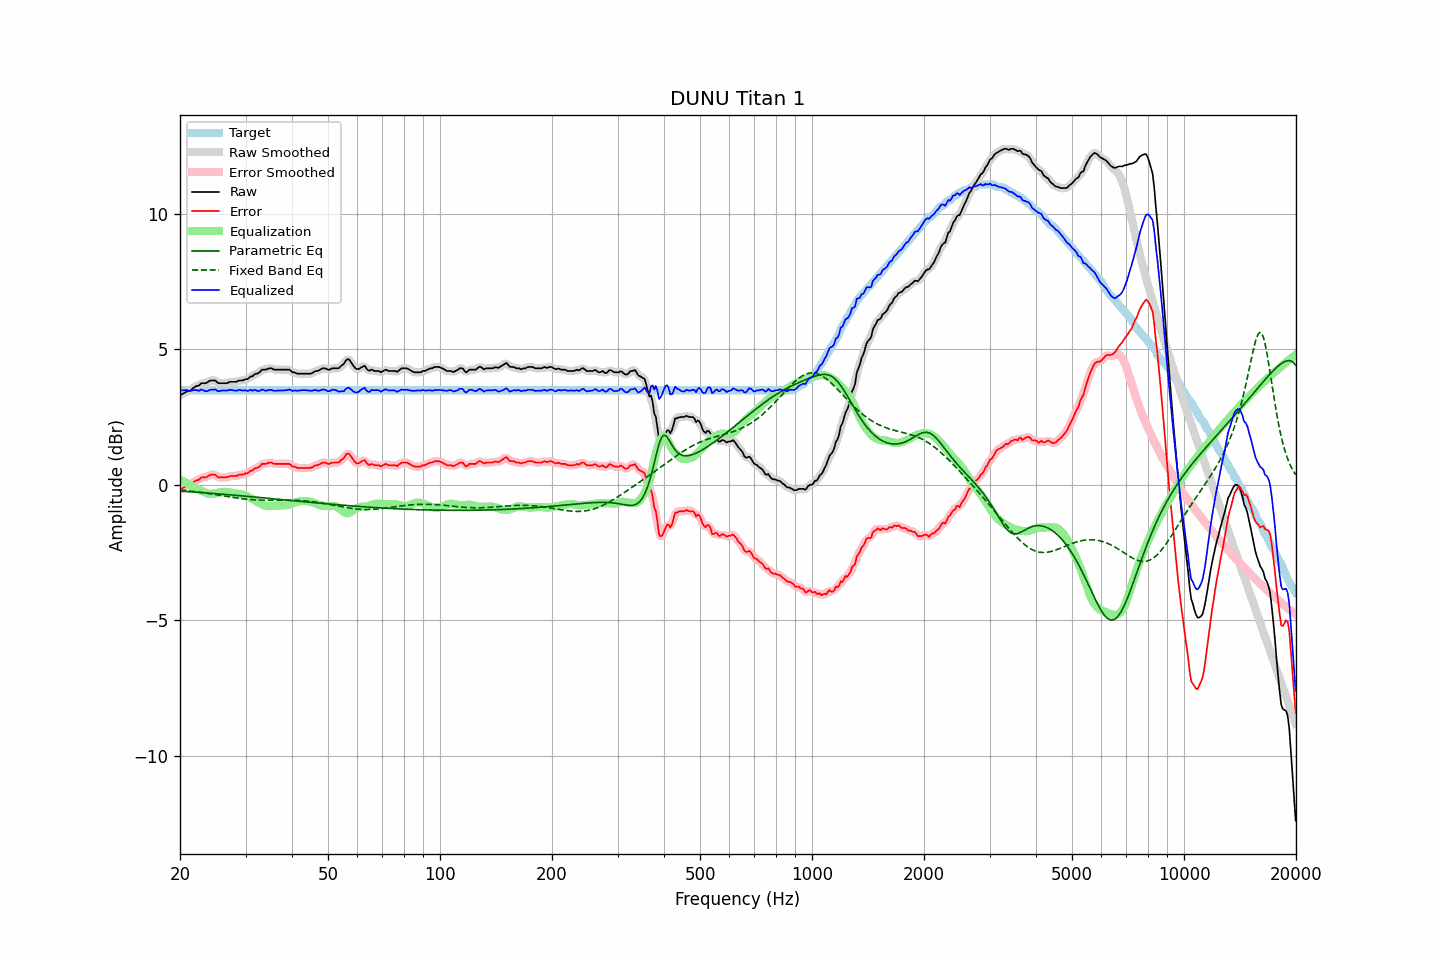 DUNU Titan 1
Target
Raw Smoothed
Error Smoothed
Raw
Error
Equalization
Parametric Eq
Fixed Band Eq
Equalized
Amplitude (dBr)
10
5
0
−5
−10
20
50
100
200
500
1000
2000
5000
10000
20000
Frequency (Hz)